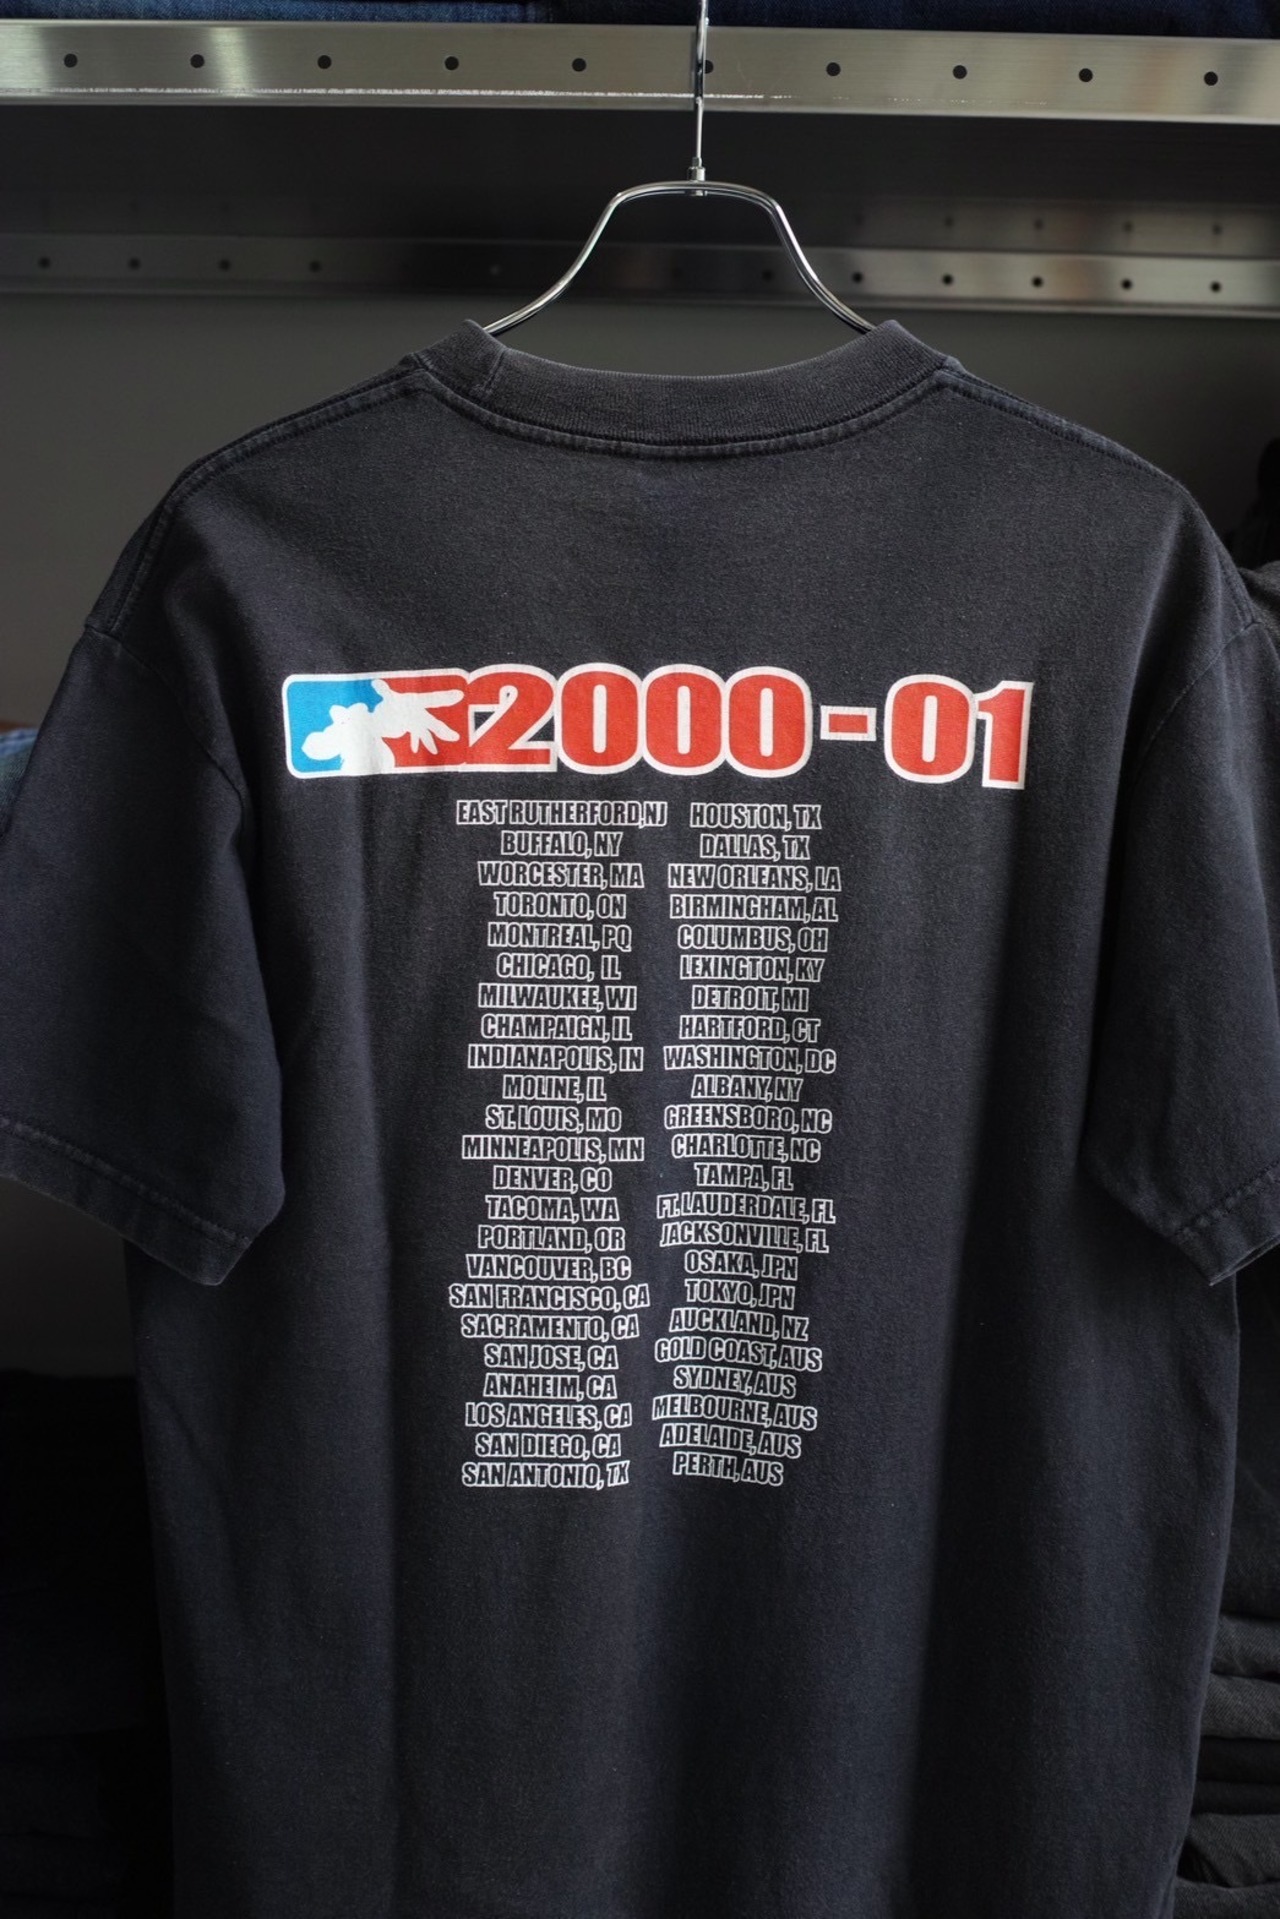 2000-01
EAST RUTHERFORD,NJ
BUFFALO, NY
WORCESTER, MA
TORONTO, ON
MONTREAL, PQ
CHICAGO, IL
MILWAUKEE, WI
CHAMPAIGN, IL
INDIANAPOLIS, IN
MOLINE, IL
ST. LOUIS, MO
MINNEAPOLIS, MN
DENVER, CO
TACOMA, WA
PORTLAND, OR
VANCOUVER, BC
SAN FRANCISCO, CA
SACRAMENTO, CA
SAN JOSE, CA
ANAHEIM, CA
LOS ANGELES, CA
SAN DIEGO, CA
SAN ANTONIO, TX
HOUSTON, TX
DALLAS, TX
NEW ORLEANS, LA
BIRMINGHAM, AL
COLUMBUS, OH
LEXINGTON, KY
DETROIT, MI
HARTFORD, CT
WASHINGTON, DC
ALBANY, NY
GREENSBORO, NC
CHARLOTTE, NC
TAMPA, FL
FT. LAUDERDALE, FL
JACKSONVILLE, FL
OSAKA, JPN
TOKYO, JPN
AUCKLAND, NZ
GOLD COAST, AUS
SYDNEY, AUS
MELBOURNE, AUS
ADELAIDE, AUS
PERTH, AUS